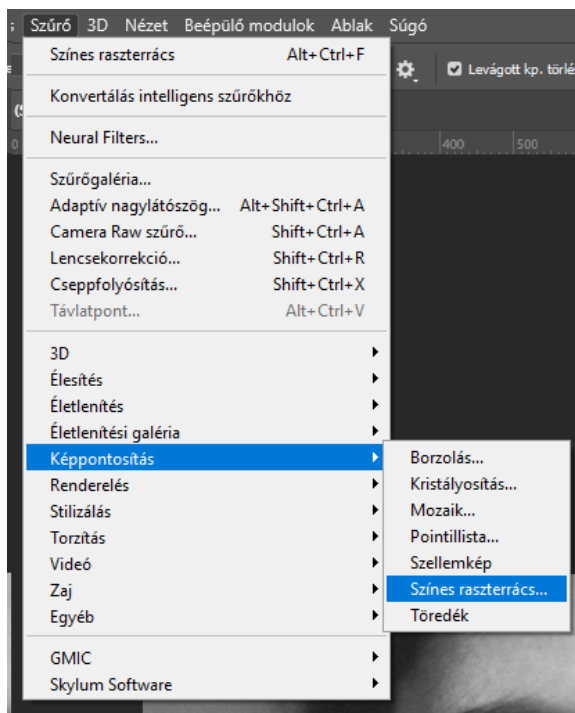 ; Szűrő 3D Nézet Beépülő modulok Ablak Súgó
Színes raszterrács Alt+Ctrl+F
Levágott kp. törlé
Konvertálás intelligens szűrőkhöz
Neural Filters...
0 400 500
Szűrőgaléria...
Adaptív nagylátószög... Alt+Shift+Ctrl+A
Camera Raw szűrő... Shift+Ctrl+A
Lencsekorrekció... Shift+Ctrl+R
Cseppfolyósítás... Shift+Ctrl+X
Távlatpont... Alt+Ctrl+V
3D
Élesítés
Életlenítés
Életlenítési galéria
Képpontosítás
Renderelés
Stilizálás
Torzítás
Videó
Zaj
Egyéb
GMIC
Skylum Software
Borzolás...
Kristályosítás...
Mozaik...
Pointillista...
Szellemkép
Színes raszterrács...
Töredék